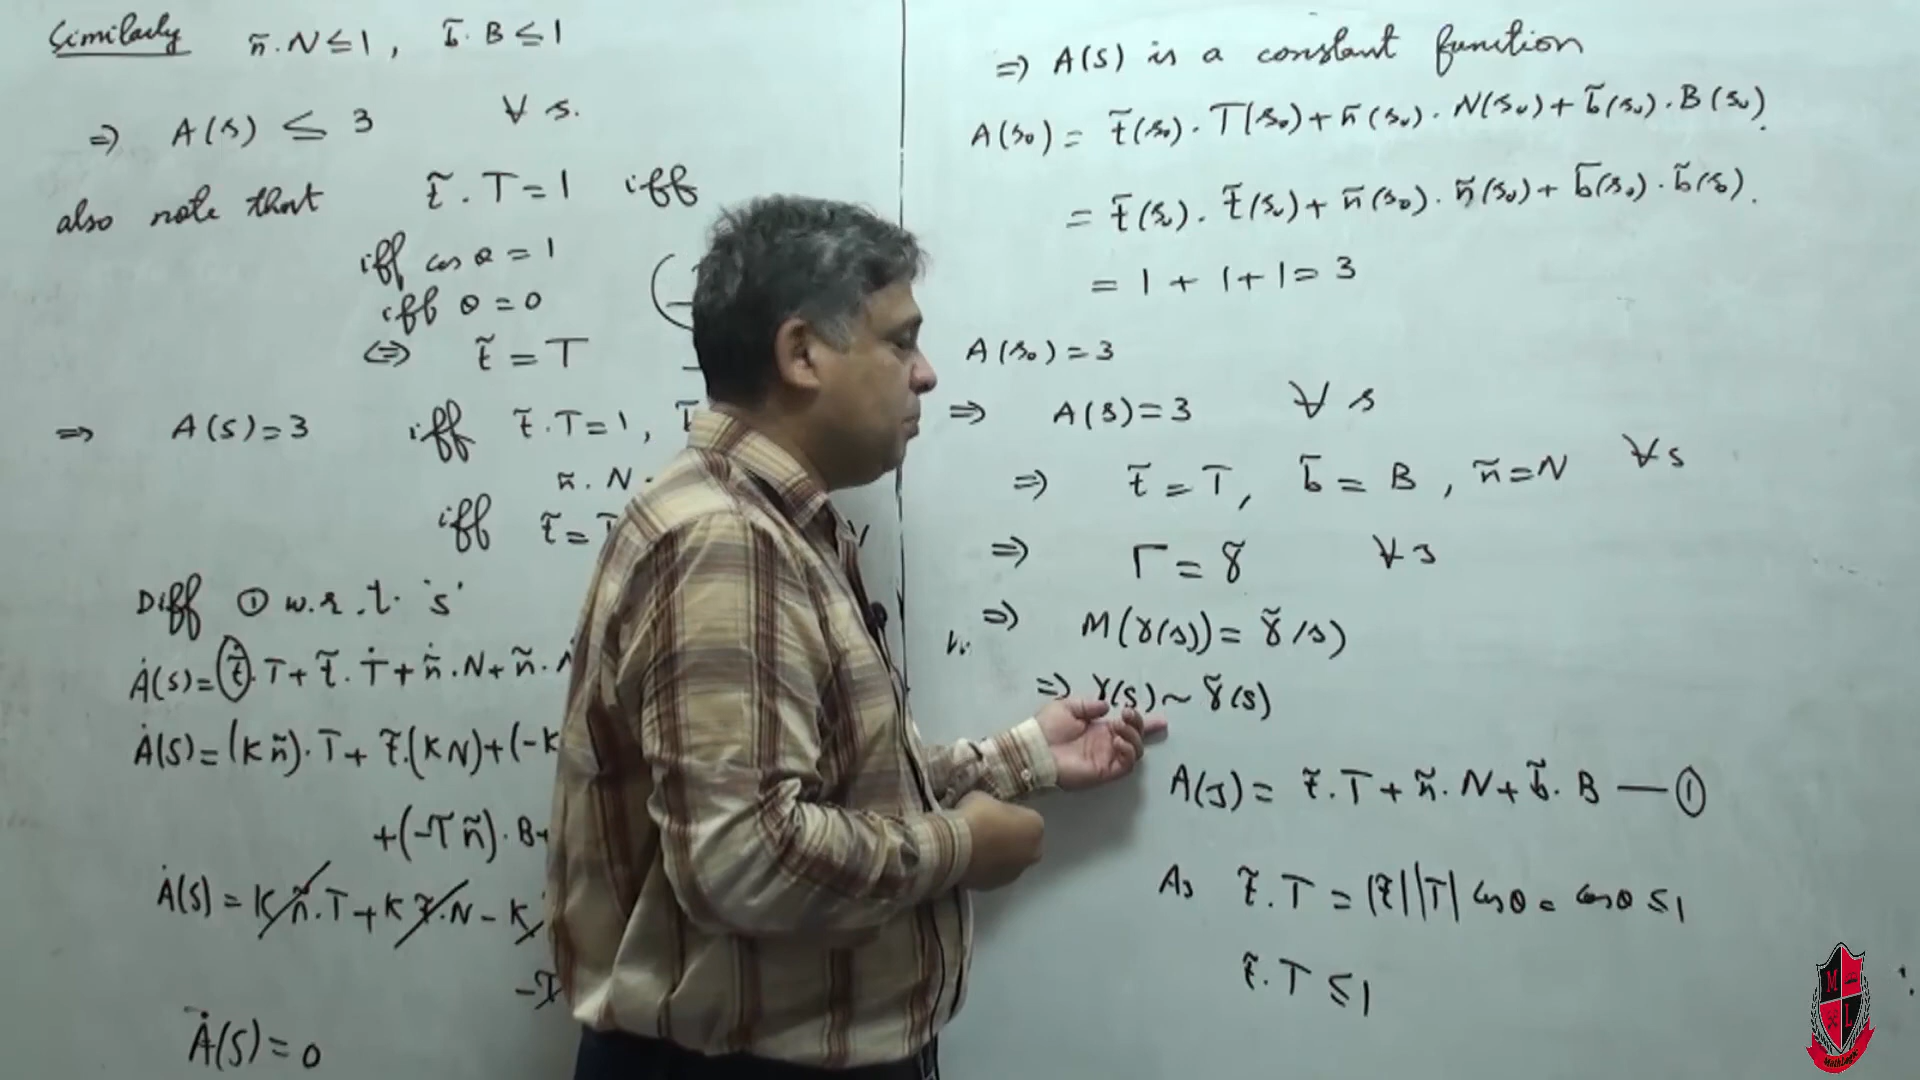 Similarly ñ.N ≤ 1, b̃.B ≤ 1
⇒ A(s) ≤ 3 ∀ s.
also note that t̃.T = 1 iff
iff cos θ = 1
iff θ = 0
⇔ t̃ = T
⇒ A(s) = 3 iff t̃.T = 1,
ñ.N
iff t̃ =
Diff ① w.r.t. 's'
Ȧ(s) = ṫ̃.T + t̃.Ṫ + ṅ̃.N + ñ.
Ȧ(s) = (Kñ).T + t̃.(KN) + (-K
+ (-τñ).B+
Ȧ(s) = Kñ.T + K t̃.N - K
-τ
Ȧ(s) = 0
⇒ A(s) is a constant function
A(s₀) = t̃(s₀).T(s₀) + ñ(s₀).N(s₀) + b̃(s₀).B(s₀).
= t̃(s₀).t̃(s₀) + ñ(s₀).ñ(s₀) + b̃(s₀).b̃(s₀).
= 1 + 1 + 1 = 3
A(s₀) = 3
⇒ A(s) = 3 ∀ s
⇒ t̃ = T, b̃ = B, ñ = N ∀ s
⇒ Γ = γ̃ ∀ s
⇒ M(γ(s)) = γ̃(s)
⇒ γ(s) ~ γ̃(s)
A(s) = t̃.T + ñ.N + b̃.B — ①
As t̃.T = |t̃||T| cos θ = cos θ ≤ 1
t̃.T ≤ 1
M
L